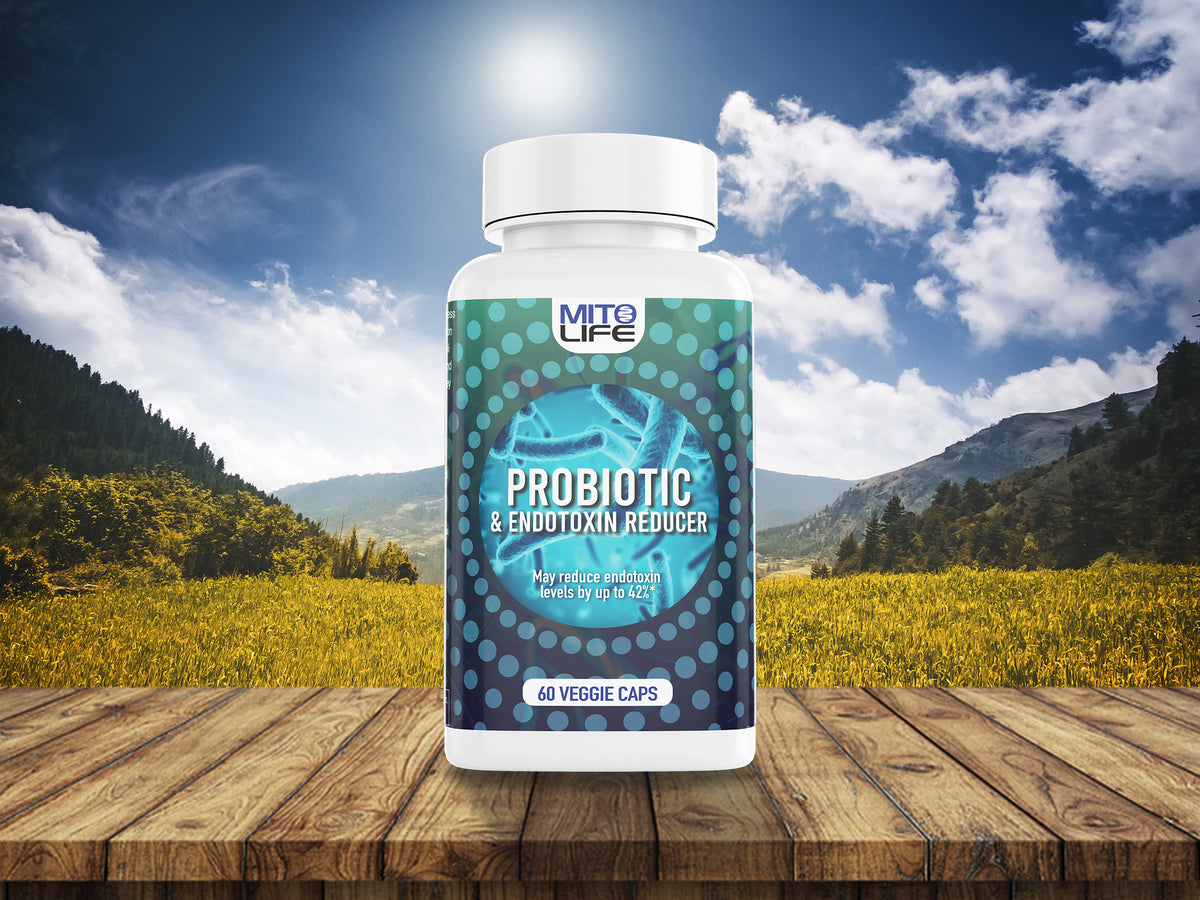 MITO
LIFE
PROBIOTIC
& ENDOTOXIN REDUCER
May reduce endotoxin
levels by up to 42%*
60 VEGGIE CAPS